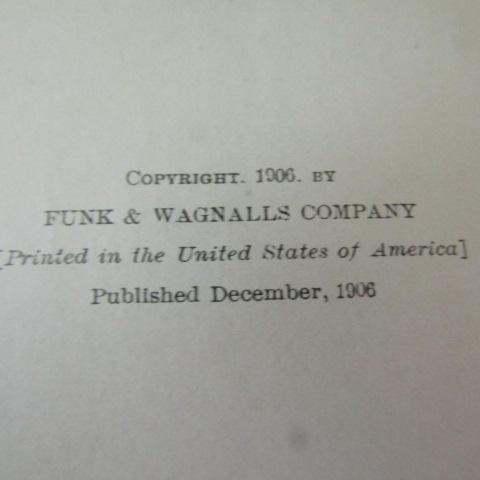 COPYRIGHT. 1906. BY
FUNK & WAGNALLS COMPANY
[Printed in the United States of America]
Published December, 1906